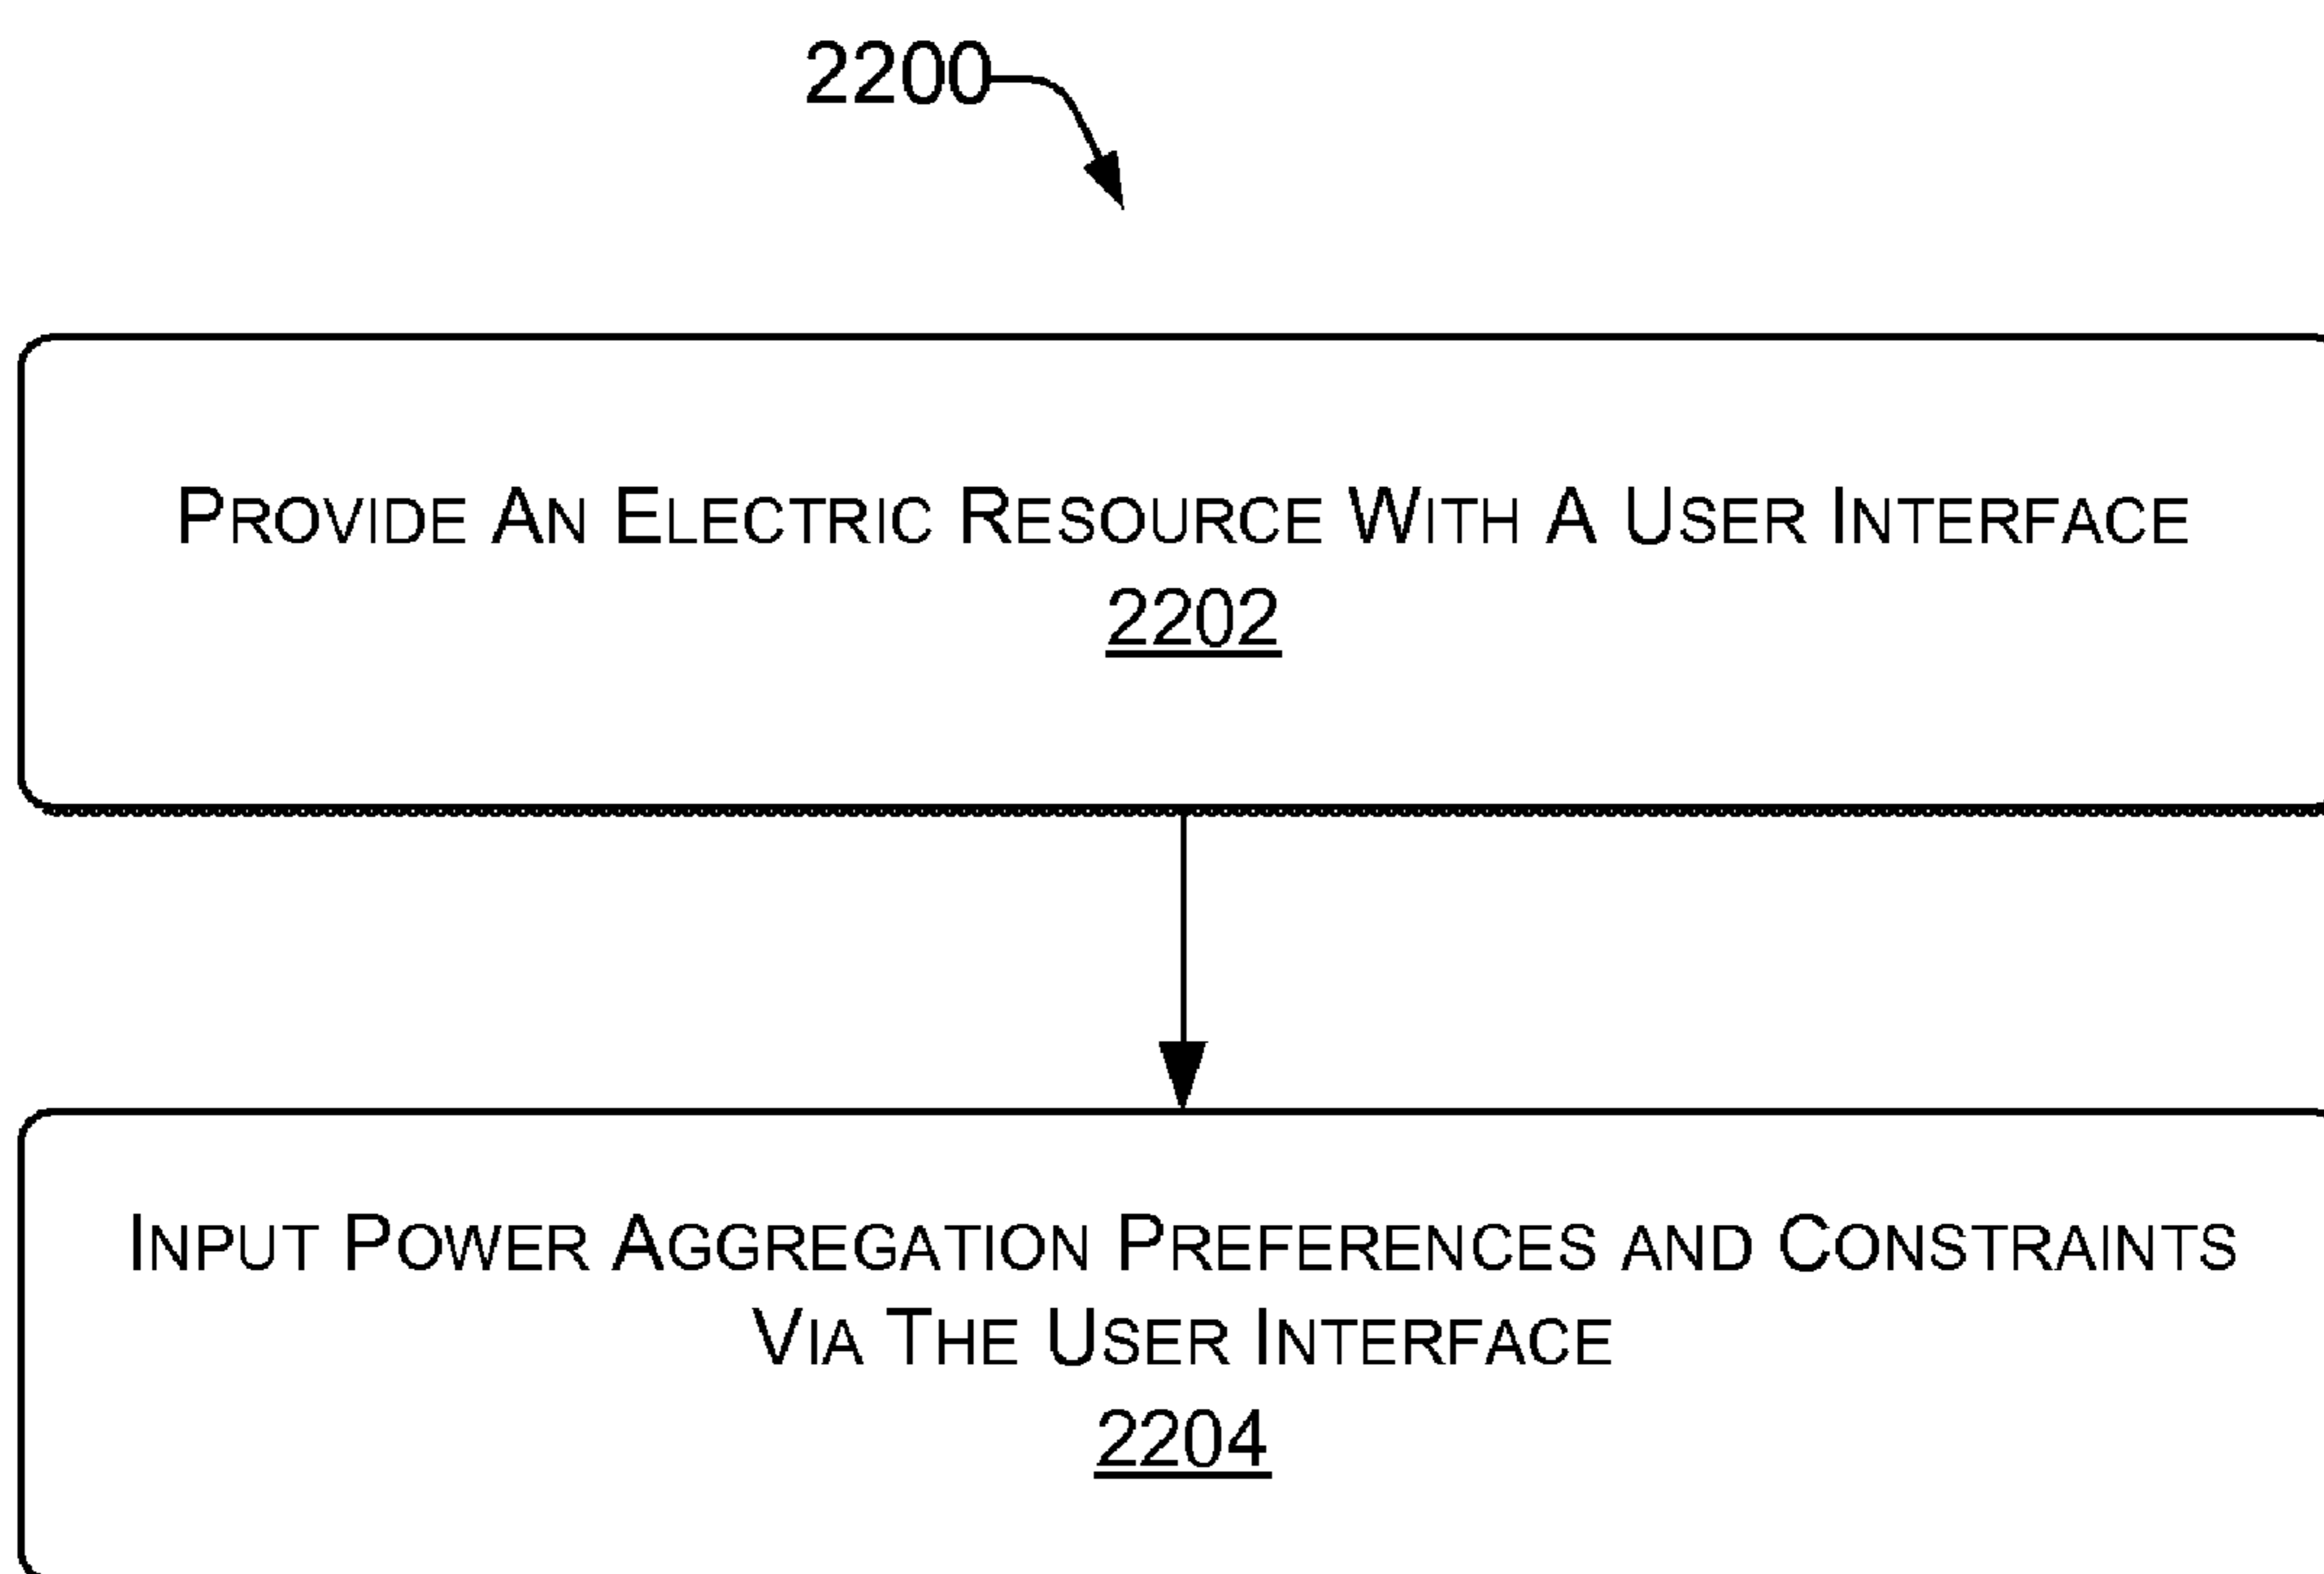 2200
PROVIDE AN ELECTRIC RESOURCE WITH A USER INTERFACE
2202
INPUT POWER AGGREGATION PREFERENCES AND CONSTRAINTS
VIA THE USER INTERFACE
2204